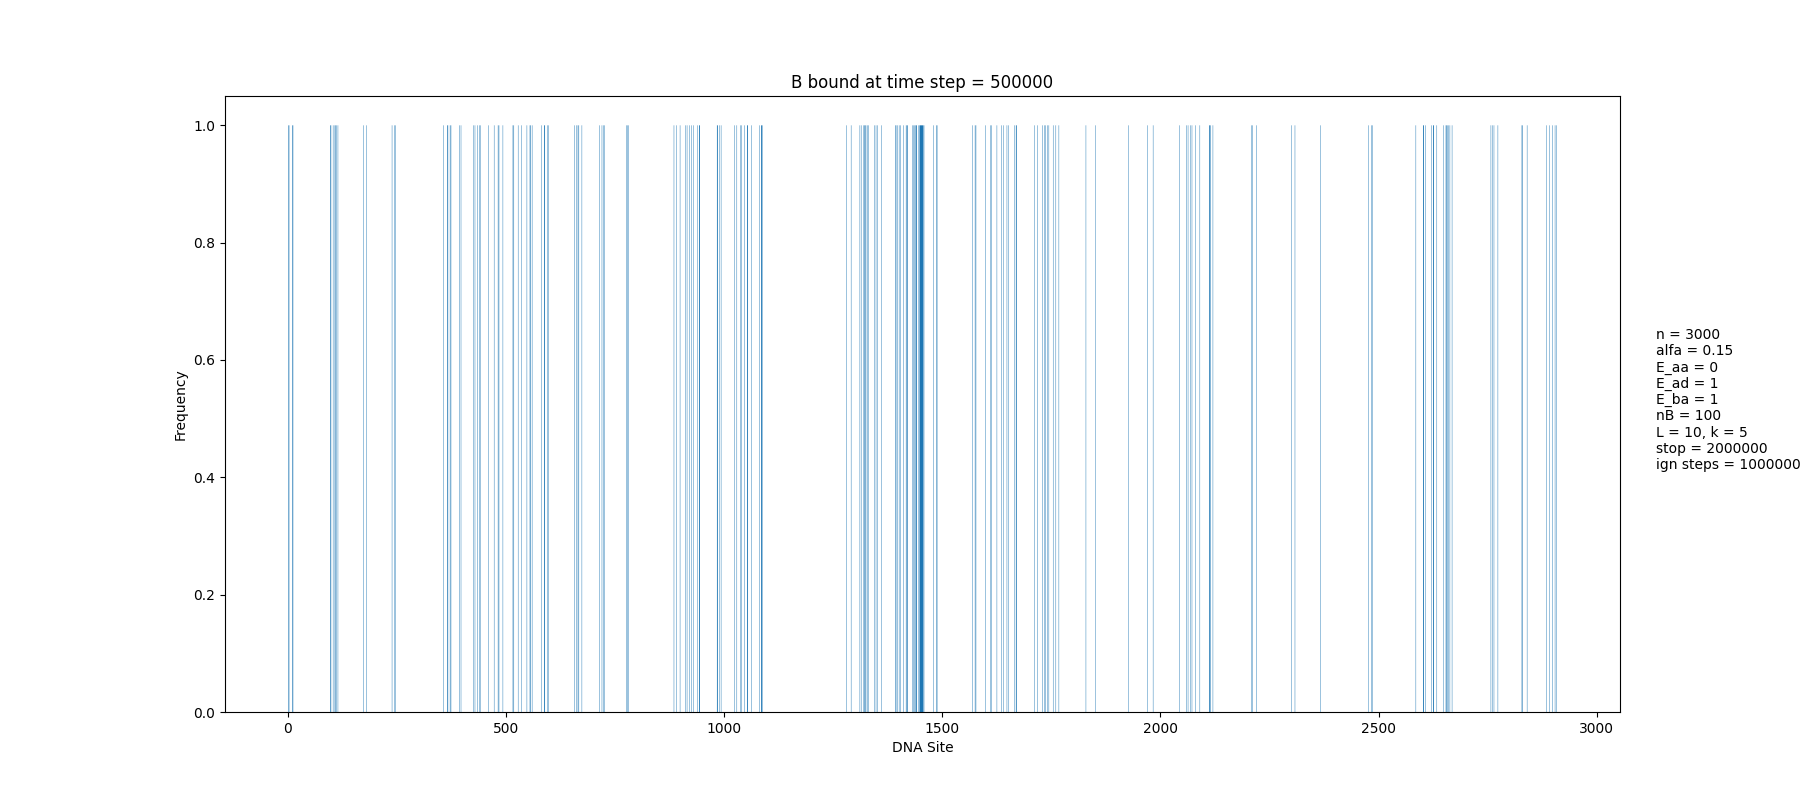 B bound at time step = 500000
1.0
0.8
0.6
0.4
0.2
0.0
Frequency
0 500 1000 1500 2000 2500 3000
DNA Site
n = 3000
alfa = 0.15
E_aa = 0
E_ad = 1
E_ba = 1
nB = 100
L = 10, k = 5
stop = 2000000
ign steps = 1000000